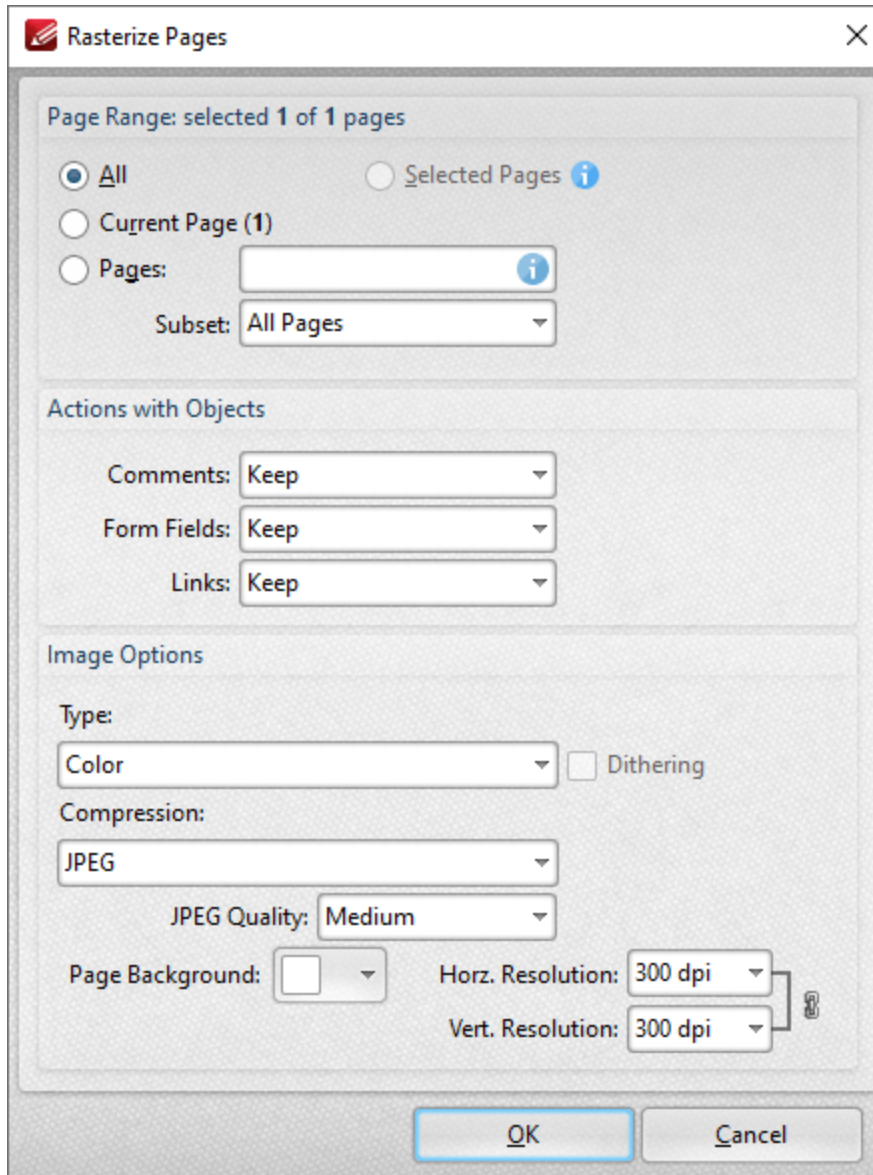 Rasterize Pages
Page Range: selected 1 of 1 pages
All Selected Pages
Current Page (1)
Pages:
Subset: All Pages
Actions with Objects
Comments: Keep
Form Fields: Keep
Links: Keep
Image Options
Type:
Color Dithering
Compression:
JPEG
JPEG Quality: Medium
Page Background: Horz. Resolution: 300 dpi
Vert. Resolution: 300 dpi
OK Cancel